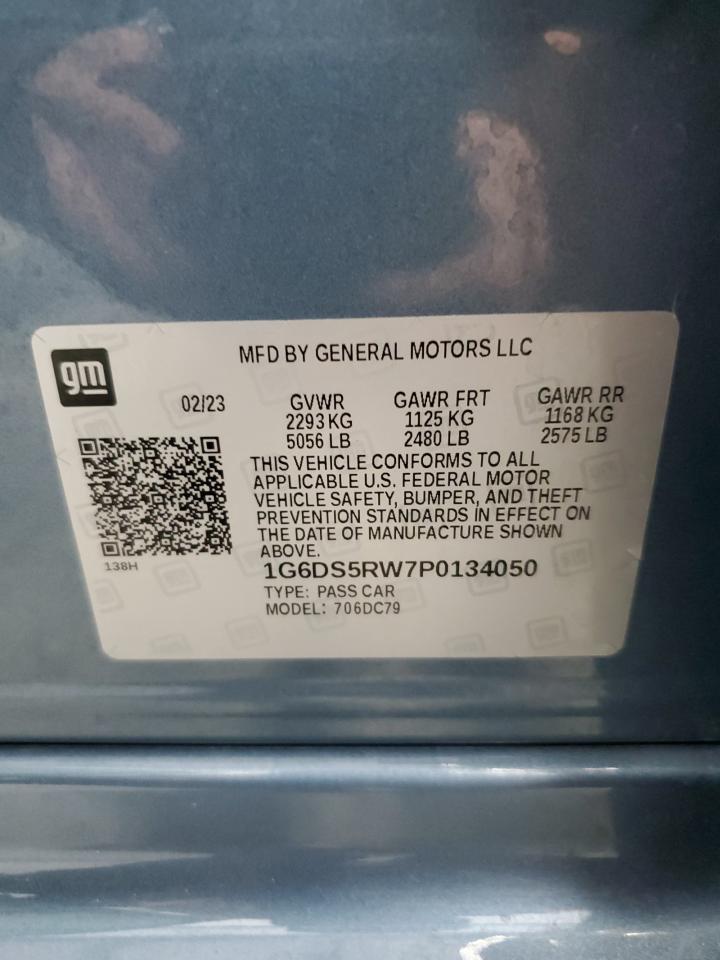 gm
MFD BY GENERAL MOTORS LLC
02/23
GVWR GAWR FRT GAWR RR
2293 KG 1125 KG 1168 KG
5056 LB 2480 LB 2575 LB
THIS VEHICLE CONFORMS TO ALL
APPLICABLE U.S. FEDERAL MOTOR
VEHICLE SAFETY, BUMPER, AND THEFT
PREVENTION STANDARDS IN EFFECT ON
THE DATE OF MANUFACTURE SHOWN
ABOVE.
138H
1G6DS5RW7P0134050
TYPE: PASS CAR
MODEL: 706DC79